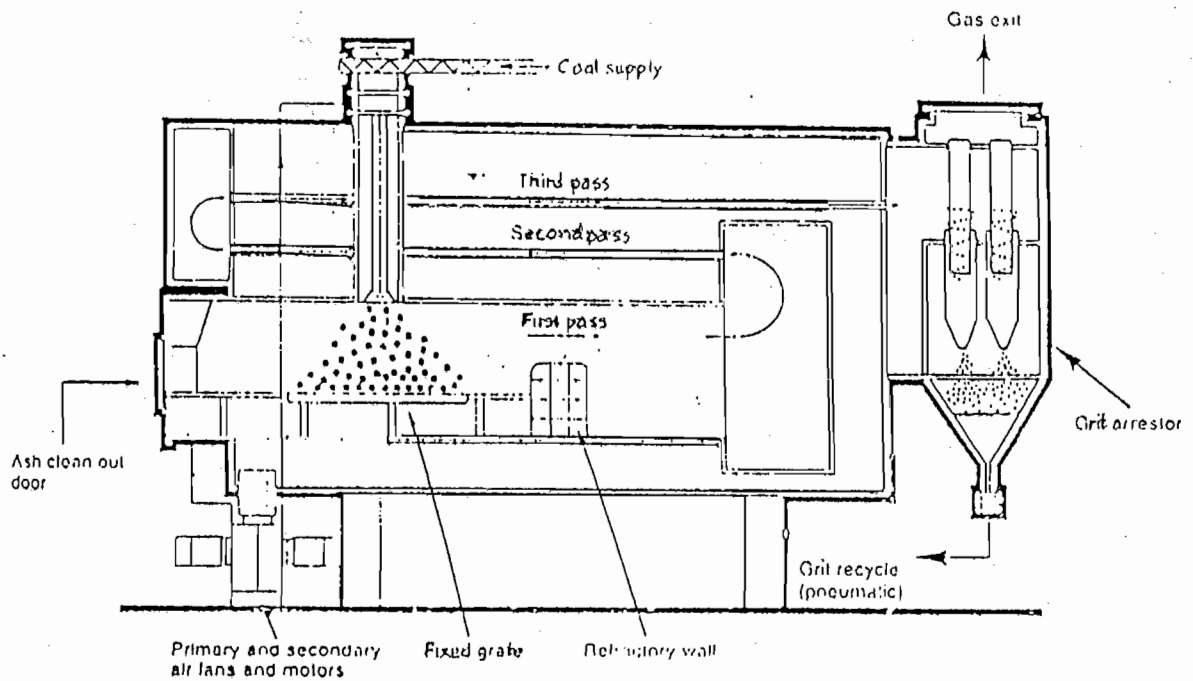 Gas exit
Coal supply
Third pass
Second pass
First pass
Grit arrestor
Ash clean out
door
Grit recycle
(pneumatic)
Primary and secondary
air fans and motors
Fixed grate
Refractory wall